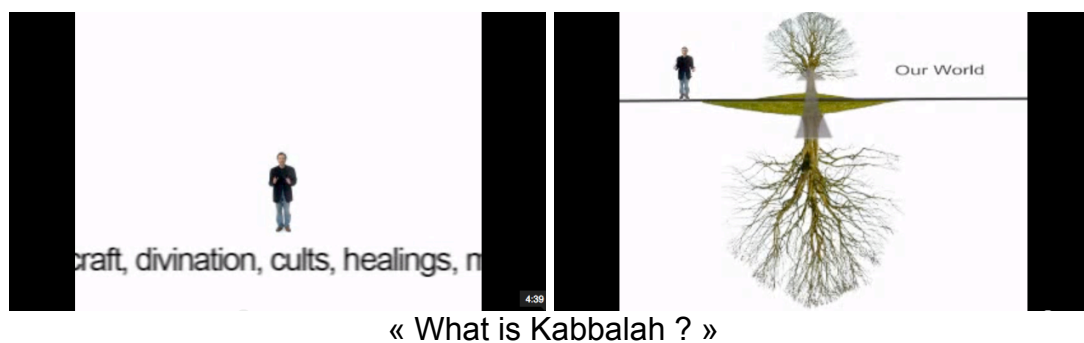 Our World
craft, divination, cults, healings, m
4:39
« What is Kabbalah ? »